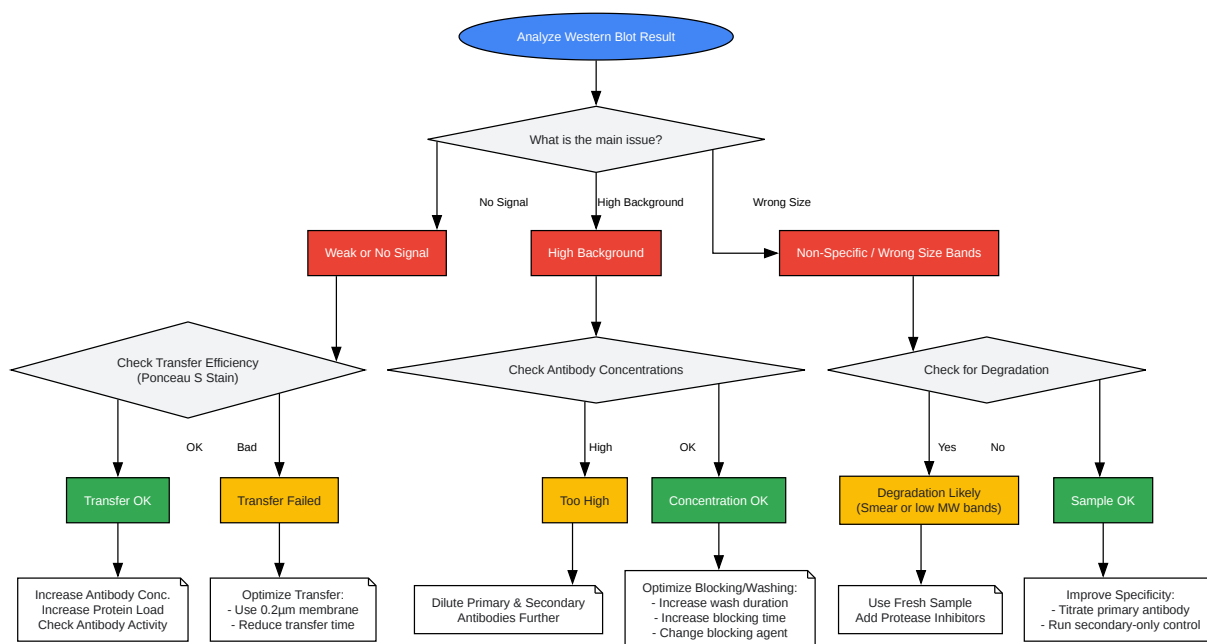 Analyze Western Blot Result
What is the main issue?
No Signal
High Background
Wrong Size
Weak or No Signal
High Background
Non-Specific / Wrong Size Bands
Check Transfer Efficiency
(Ponceau S Stain)
Check Antibody Concentrations
Check for Degradation
OK
Bad
High
OK
Yes
No
Transfer OK
Transfer Failed
Too High
Concentration OK
Degradation Likely
(Smear or low MW bands)
Sample OK
Increase Antibody Conc.
Increase Protein Load
Check Antibody Activity
Optimize Transfer:
- Use 0.2µm membrane
- Reduce transfer time
Dilute Primary & Secondary
Antibodies Further
Optimize Blocking/Washing:
- Increase wash duration
- Increase blocking time
- Change blocking agent
Use Fresh Sample
Add Protease Inhibitors
Improve Specificity:
- Titrate primary antibody
- Run secondary-only control